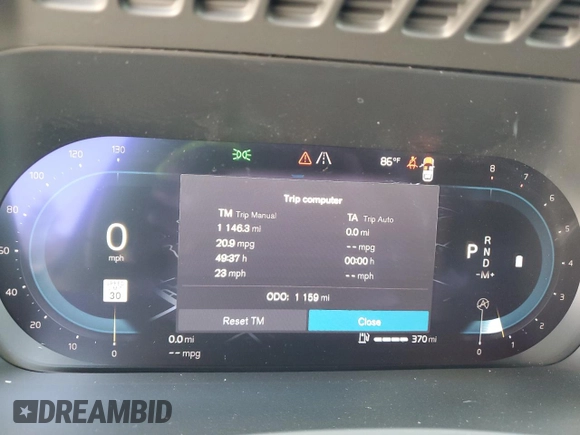 86°F
120 130
100
80
60
40
30
20
10
0
0
mph
SPEED LIMIT
30
Trip computer
TM Trip Manual
TA Trip Auto
1 146.3 mi
0.0 mi
20.9 mpg
-- mpg
49:37 h
00:00 h
23 mph
-- mph
ODO: 1 159 mi
Reset TM
Close
P
R
N
D
-M+
8
7
6
5
4
3
2
1
0
0.0 mi
-- mpg
370 mi
DREAMBID